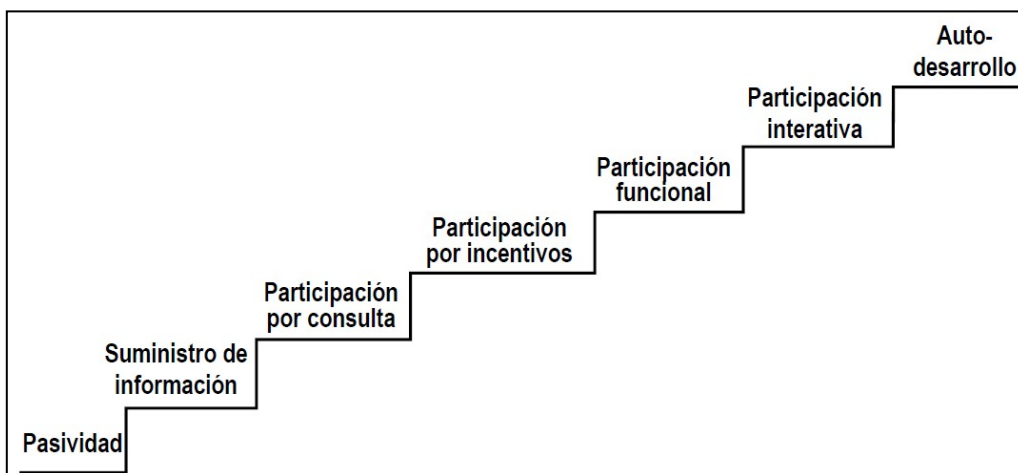 Auto-
desarrollo
Participación
interativa
Participación
funcional
Participación
por incentivos
Participación
por consulta
Suministro de
información
Pasividad